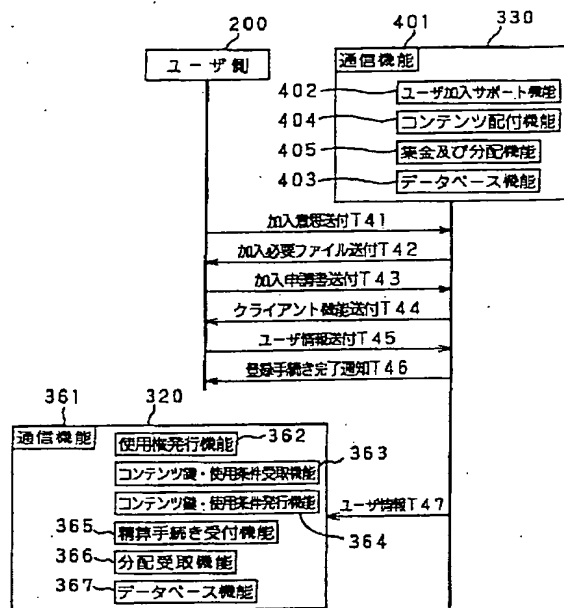 200
ユーザ側
401
330
通信機能
402
ユーザ加入サポート機能
404
コンテンツ配付機能
405
集金及び分配機能
403
データベース機能
加入意思送付T41
加入必要ファイル送付T42
加入申請書送付T43
クライアント機能送付T44
ユーザ情報送付T45
登録手続き完了通知T46
361
320
通信機能
使用権発行機能
362
コンテンツ鍵・使用条件受取機能
363
コンテンツ鍵・使用条件発行機能
364
ユーザ情報T47
365
精算手続き受付機能
366
分配受取機能
367
データベース機能